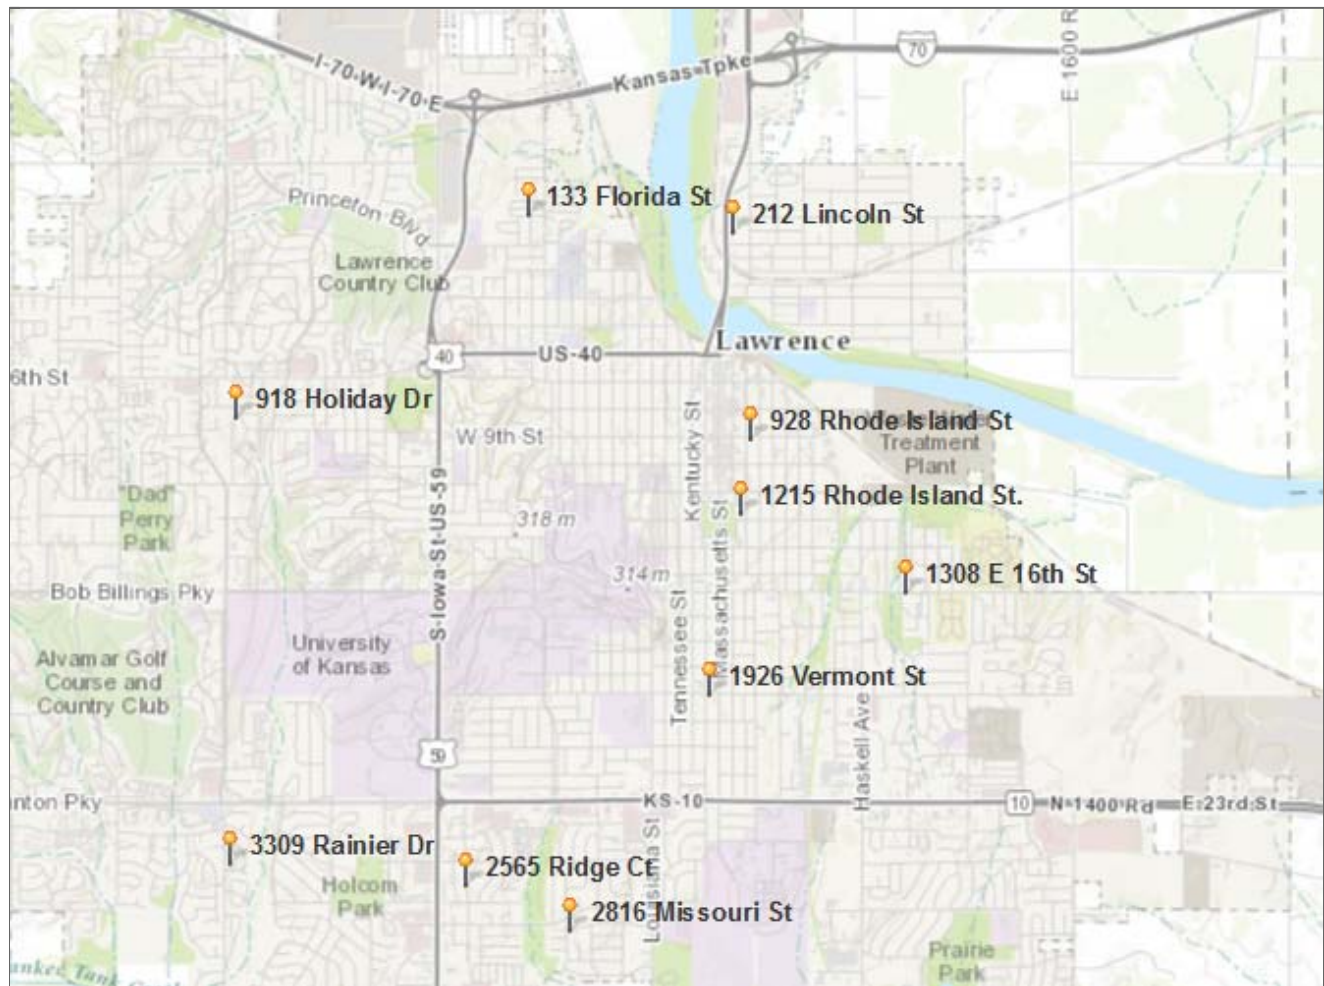 I-70-W-I-70-E
Kansas-Tpke
70
E 1600 R
133 Florida St
212 Lincoln St
Princeton Blvd
Lawrence
Country Club
Lawrence
40
US-40
6th St
918 Holiday Dr
W 9th St
Kentucky St
928 Rhode Island St
Treatment
Plant
S-Iowa-St-US-59
"Dad"
Perry
Park
318 m
1215 Rhode Island St.
Massachusetts St
314 m
1308 E 16th St
Bob Billings Pky
University
of Kansas
Tennessee St
Alvamar Golf
Course and
Country Club
1926 Vermont St
Haskell Ave
59
nton Pky
KS-10
10
N-1400-Rd
E-23rd-St
3309 Rainier Dr
2565 Ridge Ct
Louisiana St
Holcom
Park
2816 Missouri St
Prairie
Park
ankee Tank